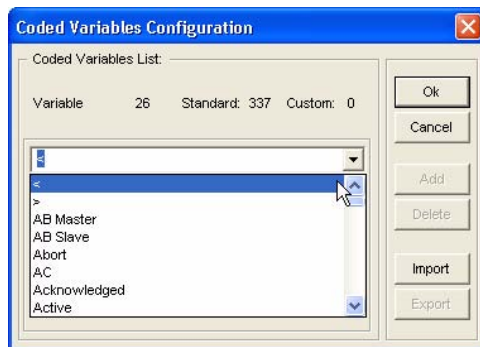 Coded Variables Configuration
Coded Variables List:
Variable 26 Standard: 337 Custom: 0
<
<
>
AB Master
AB Slave
Abort
AC
Acknowledged
Active
Ok
Cancel
Add
Delete
Import
Export